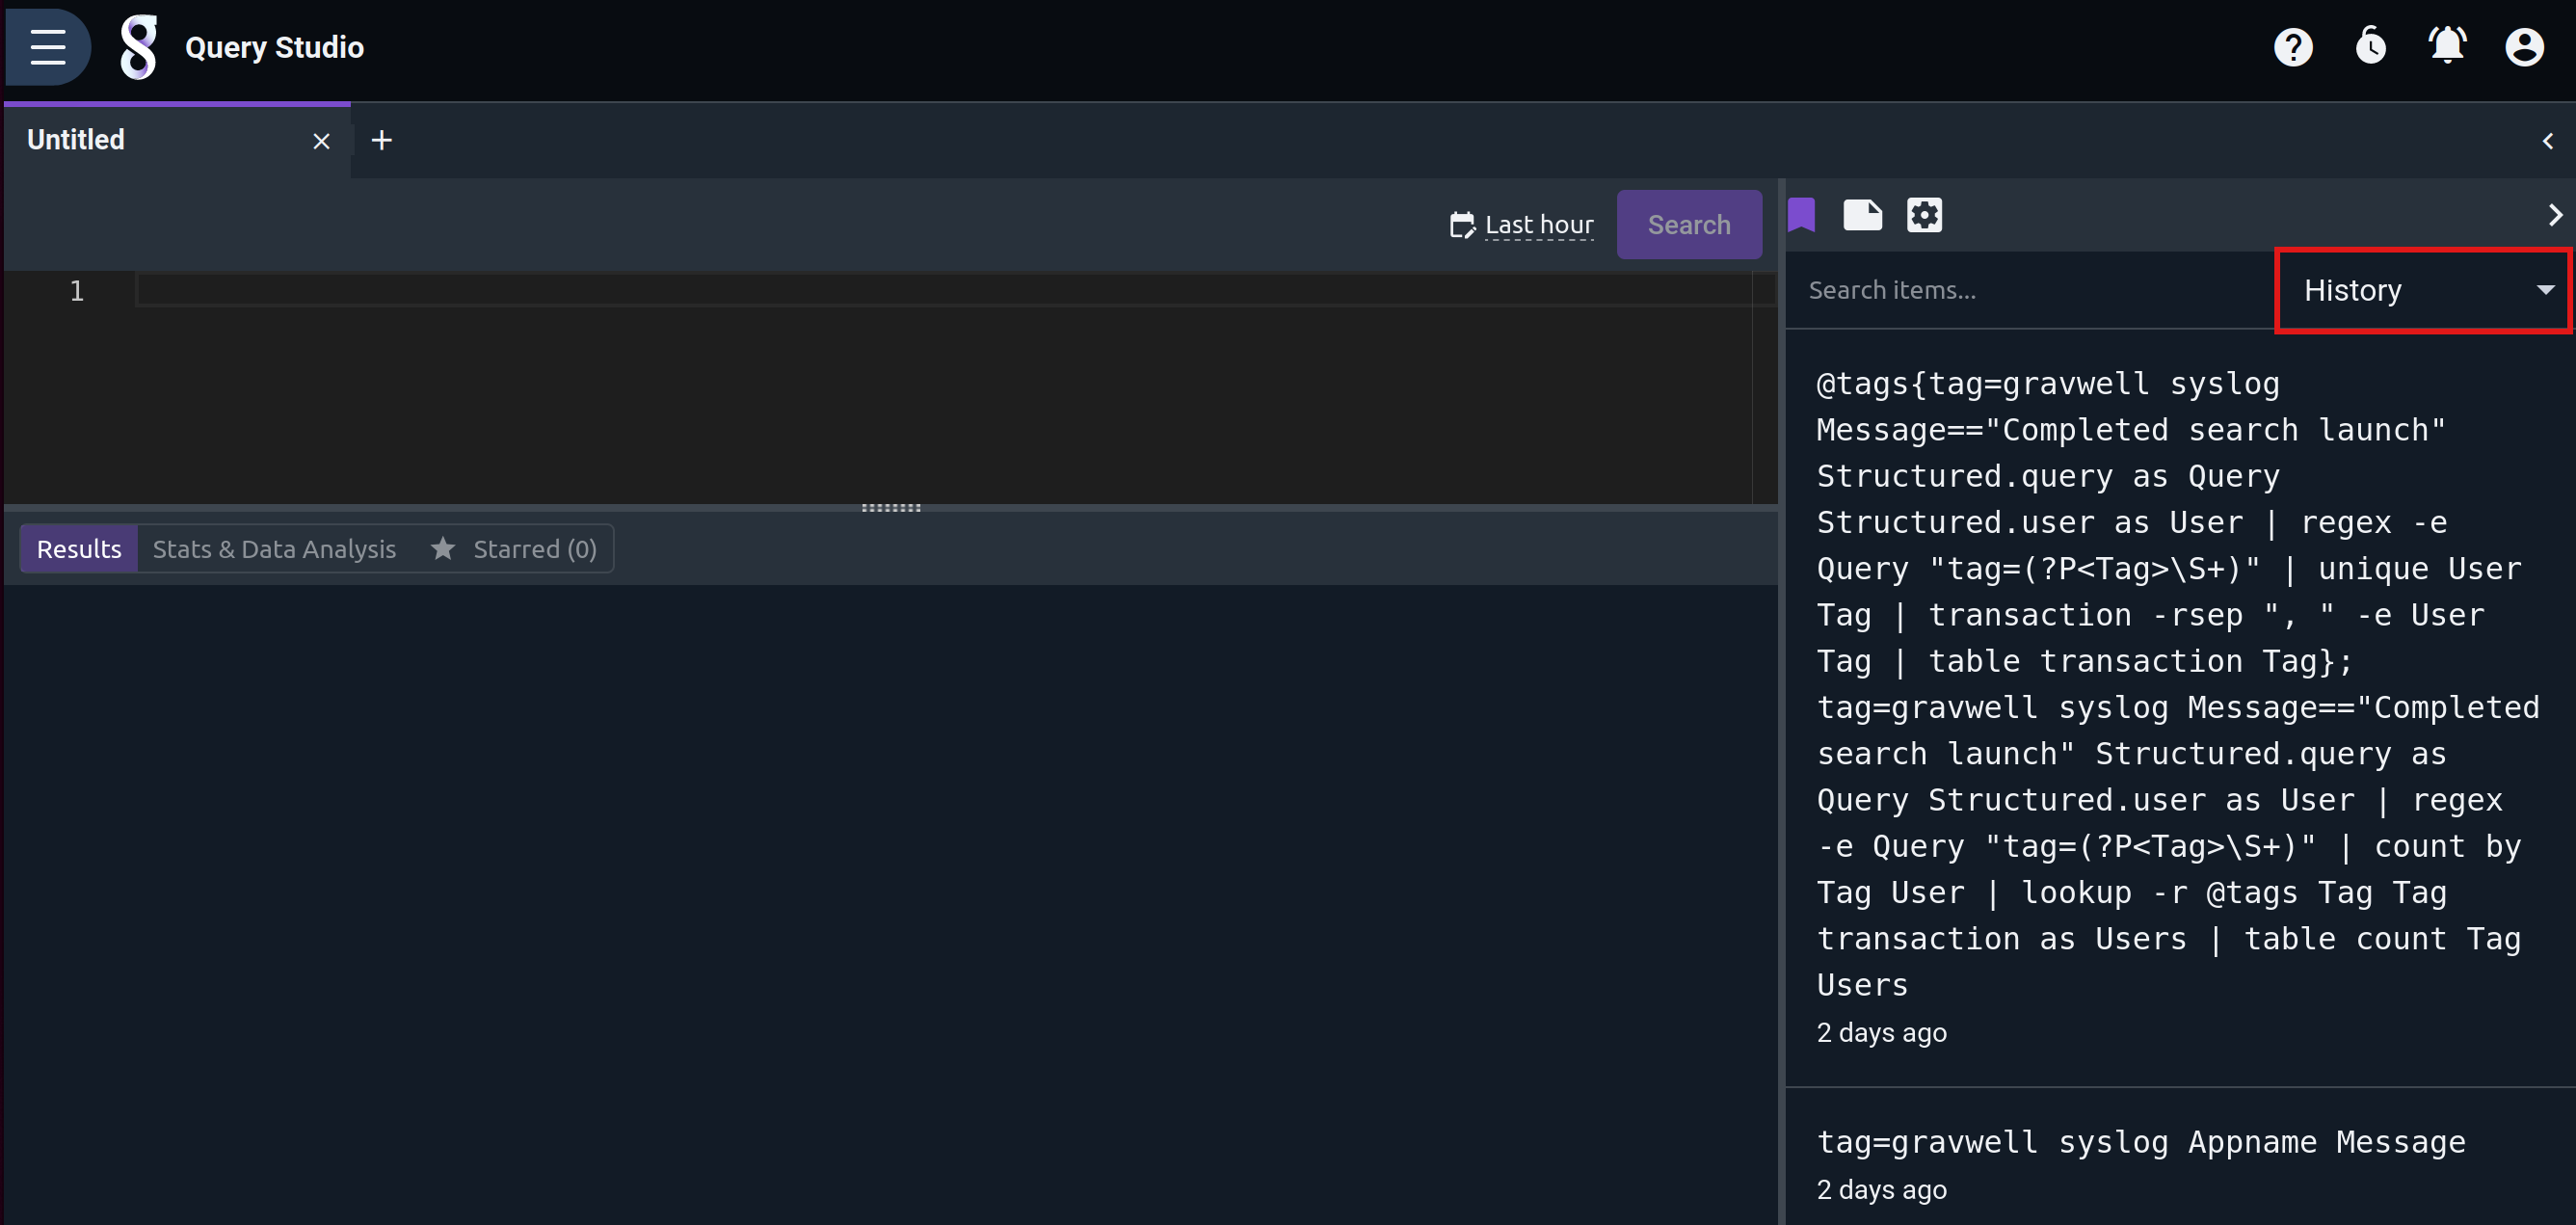 Query Studio
Untitled
Last hour
Search
1
Results
Stats & Data Analysis
Starred (0)
Search items...
History
@tags{tag=gravwell syslog
Message=="Completed search launch"
Structured.query as Query
Structured.user as User | regex -e
Query "tag=(?P<Tag>\S+)" | unique User
Tag | transaction -rsep ", " -e User
Tag | table transaction Tag};
tag=gravwell syslog Message=="Completed
search launch" Structured.query as
Query Structured.user as User | regex
-e Query "tag=(?P<Tag>\S+)" | count by
Tag User | lookup -r @tags Tag Tag
transaction as Users | table count Tag
Users
2 days ago
tag=gravwell syslog Appname Message
2 days ago